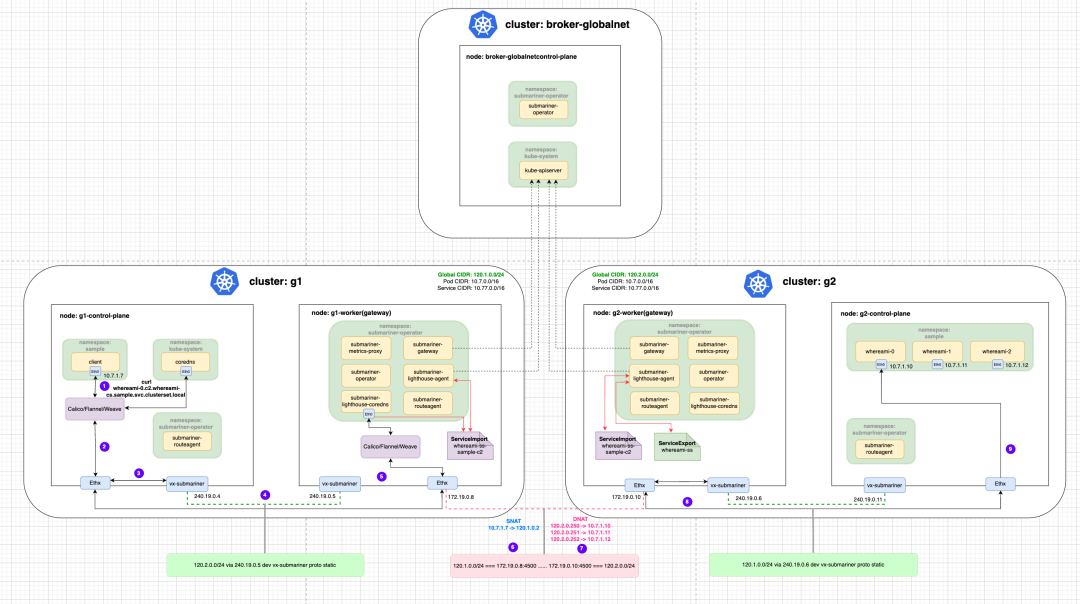 cluster: broker-globalnet
node: broker-globalnetcontrol-plane
namespace:
submariner-operator
submariner-
operator
namespace:
kube-system
kube-apiserver
cluster: g1
Global CIDR: 120.1.0.0/24
Pod CIDR: 10.7.0.0/16
Service CIDR: 10.77.0.0/16
node: g1-control-plane
namespace:
sample
client
10.7.1.7
namespace:
kube-system
coredns
1
curl
whereami-0.c2.whereami-
cs.sample.svc.clusterset.local
Calico/Flannel/Weave
namespace:
submariner-operator
submariner-
routeagent
2
3
Ethx
vx-submariner
240.19.0.4
4
node: g1-worker(gateway)
namespace:
submariner-operator
submariner-
metrics-proxy
submariner-
gateway
submariner-
operator
submariner-
lighthouse-agent
submariner-
lighthouse-coredns
submariner-
routeagent
Calico/Flannel/Weave
ServiceImport
whereami-ss-
sample-c2
5
vx-submariner
240.19.0.5
Ethx
172.19.0.8
cluster: g2
Global CIDR: 120.2.0.0/24
Pod CIDR: 10.7.0.0/16
Service CIDR: 10.77.0.0/16
node: g2-worker(gateway)
namespace:
submariner-operator
submariner-
gateway
submariner-
metrics-proxy
submariner-
lighthouse-agent
submariner-
operator
submariner-
routeagent
submariner-
lighthouse-coredns
ServiceImport
whereami-ss-
sample-c2
ServiceExport
whereami-ss
Ethx
172.19.0.10
vx-submariner
240.19.0.6
8
node: g2-control-plane
namespace:
sample
whereami-0
whereami-1
whereami-2
10.7.1.10
10.7.1.11
10.7.1.12
namespace:
submariner-operator
submariner-
routeagent
9
vx-submariner
240.19.0.11
Ethx
SNAT
10.7.1.7 -> 120.1.0.2
DNAT
120.2.0.250 -> 10.7.1.10
120.2.0.251 -> 10.7.1.11
120.2.0.252 -> 10.7.1.12
6
7
120.2.0.0/24 via 240.19.0.5 dev vx-submariner proto static
120.1.0.0/24 === 172.19.0.8:4500 ...... 172.19.0.10:4500 === 120.2.0.0/24
120.1.0.0/24 via 240.19.0.6 dev vx-submariner proto static